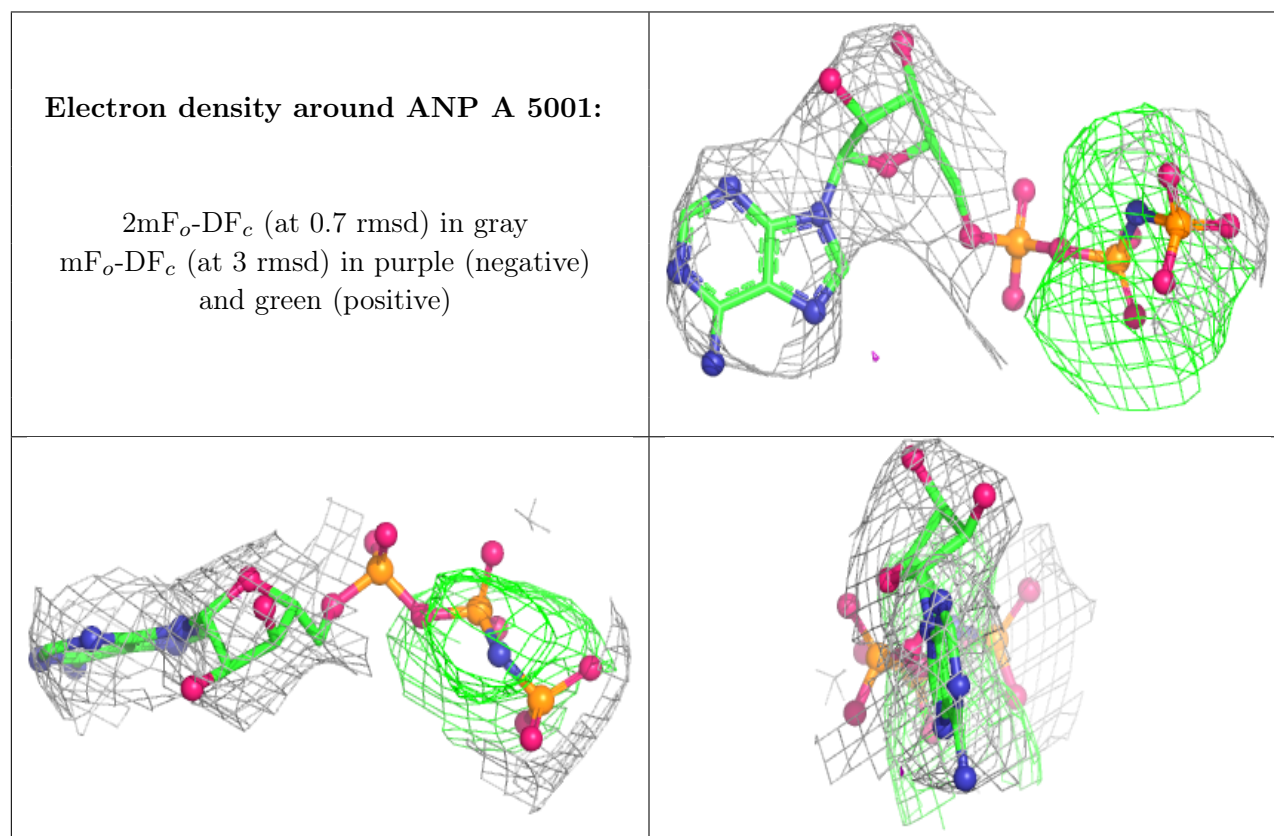 Electron density around ANP A 5001:
2mFₒ-DF𝒸 (at 0.7 rmsd) in gray
mFₒ-DF𝒸 (at 3 rmsd) in purple (negative)
and green (positive)